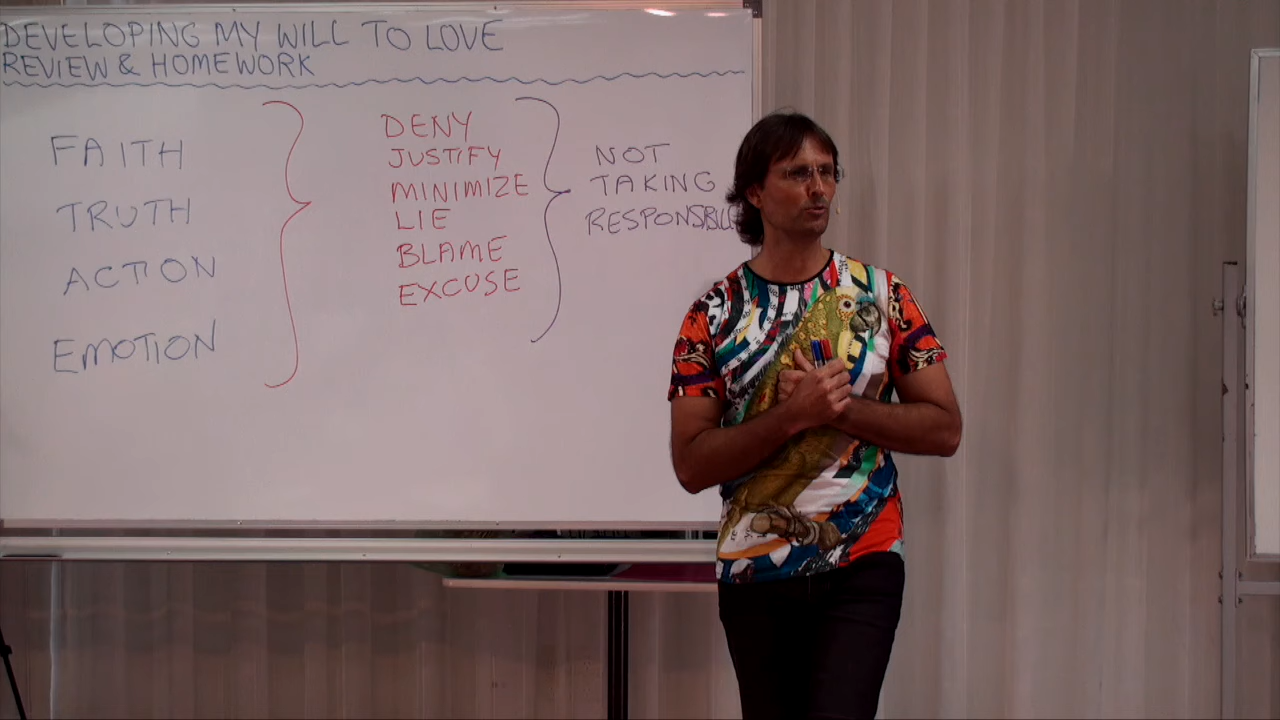 DEVELOPING MY WILL TO LOVE
REVIEW & HOMEWORK
FAITH
TRUTH
ACTION
EMOTION
DENY
JUSTIFY
MINIMIZE
LIE
BLAME
EXCUSE
NOT
TAKING